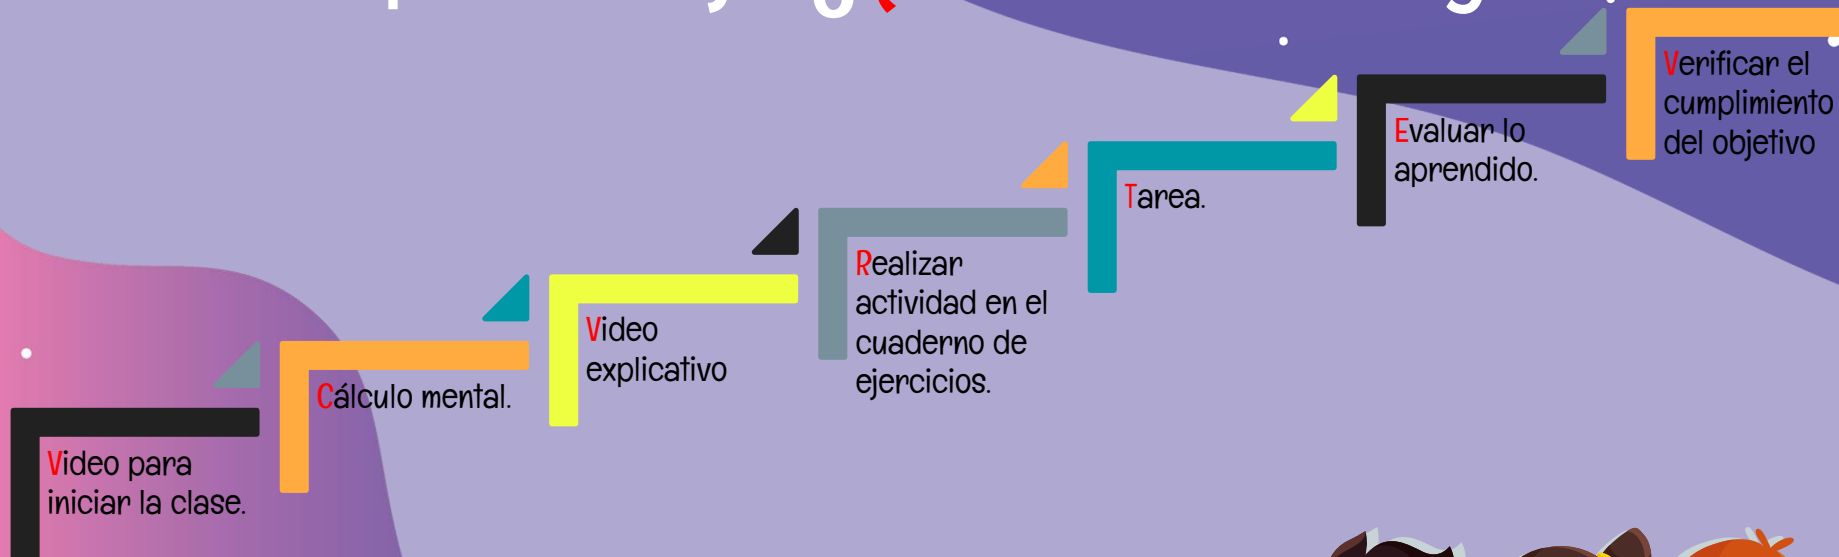 Video para
iniciar la clase.
Cálculo mental.
Video
explicativo
Realizar
actividad en el
cuaderno de
ejercicios.
Tarea.
Evaluar lo
aprendido.
Verificar el
cumplimiento
del objetivo